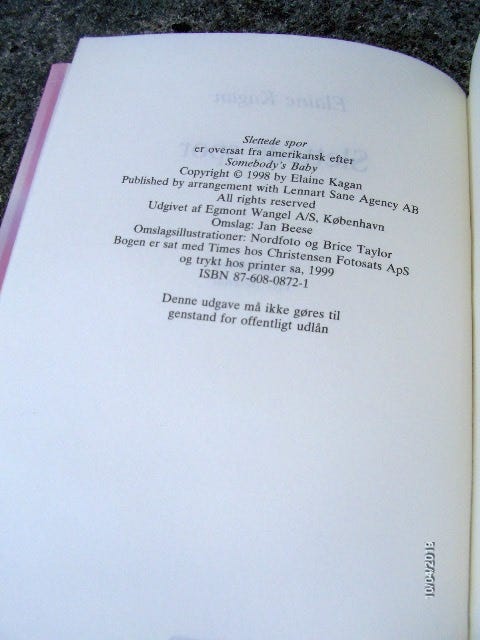 Slettede spor
er oversat fra amerikansk efter
Somebody's Baby
Copyright © 1998 by Elaine Kagan
Published by arrangement with Lennart Sane Agency AB
All rights reserved
Udgivet af Egmont Wangel A/S, København
Omslag: Jan Beese
Omslagsillustrationer: Nordfoto og Brice Taylor
Bogen er sat med Times hos Christensen Fotosats ApS
og trykt hos printer sa, 1999
ISBN 87-608-0872-1
Denne udgave må ikke gøres til
genstand for offentligt udlån
10/04/2018